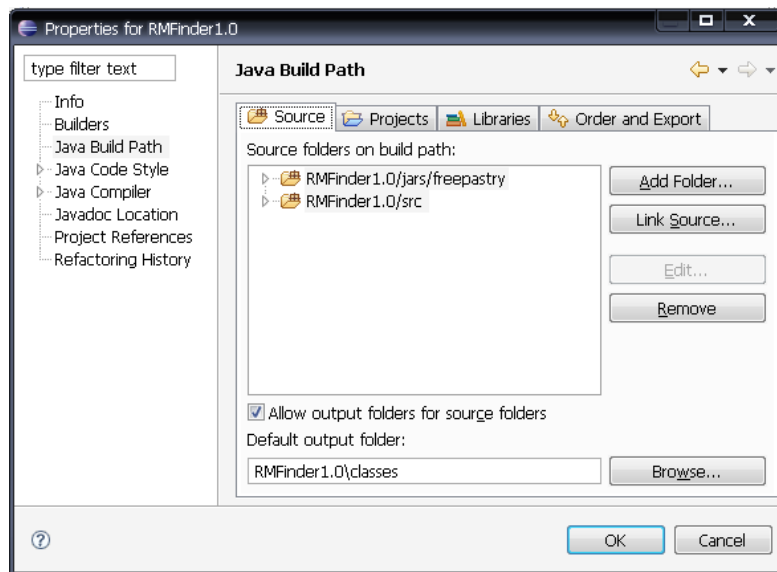 Properties for RMFinder1.0
type filter text
Info
Builders
Java Build Path
Java Code Style
Java Compiler
Javadoc Location
Project References
Refactoring History
Java Build Path
Source
Projects
Libraries
Order and Export
Source folders on build path:
RMFinder1.0/jars/freepastry
RMFinder1.0/src
Add Folder...
Link Source...
Edit...
Remove
Allow output folders for source folders
Default output folder:
RMFinder1.0\classes
Browse...
OK
Cancel